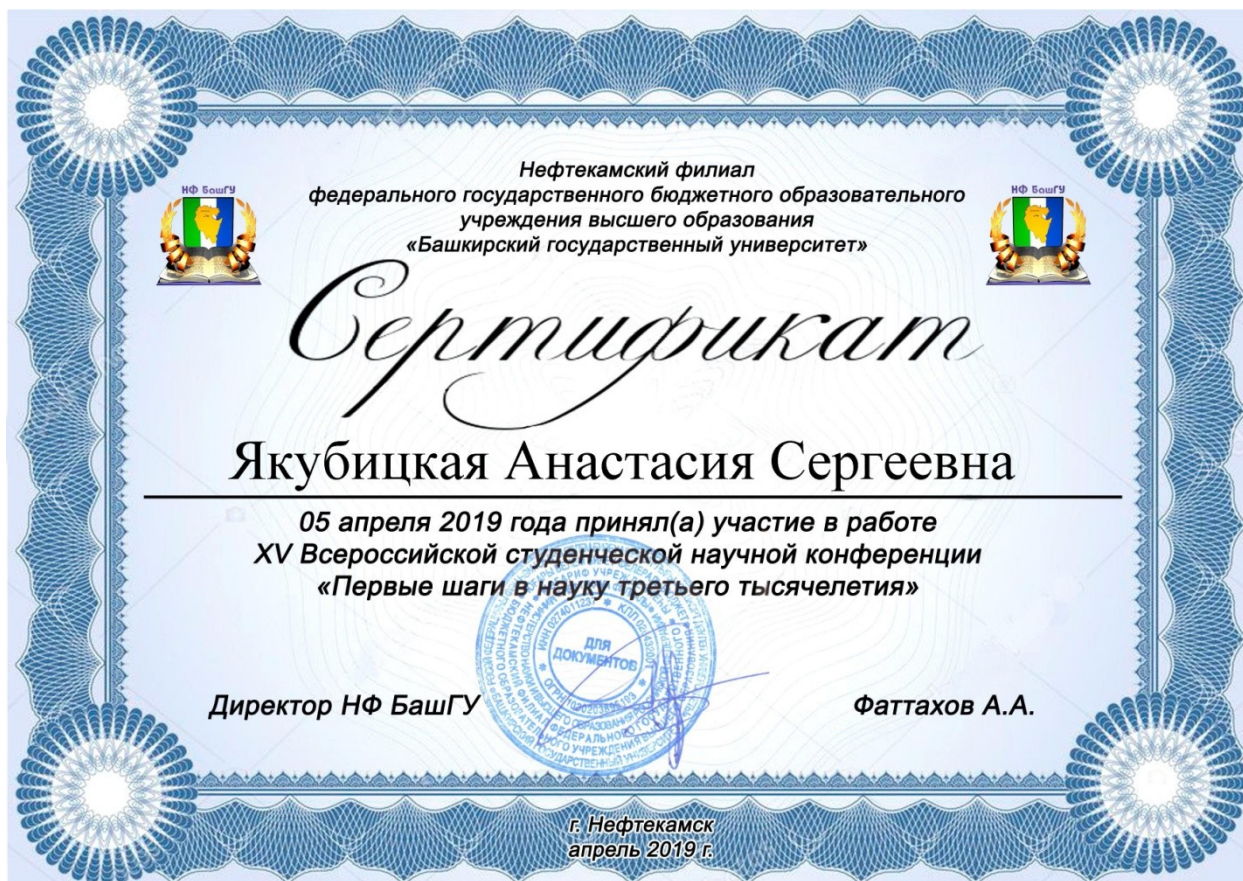 Нефтекамский филиал
федерального государственного бюджетного образовательного
учреждения высшего образования
«Башкирский государственный университет»
НФ БашГУ
НФ БашГУ
Сертификат
Якубицкая Анастасия Сергеевна
05 апреля 2019 года принял(а) участие в работе
XV Всероссийской студенческой научной конференции
«Первые шаги в науку третьего тысячелетия»
ДЛЯ
ДОКУМЕНТОВ
Директор НФ БашГУ
Фаттахов А.А.
г. Нефтекамск
апрель 2019 г.